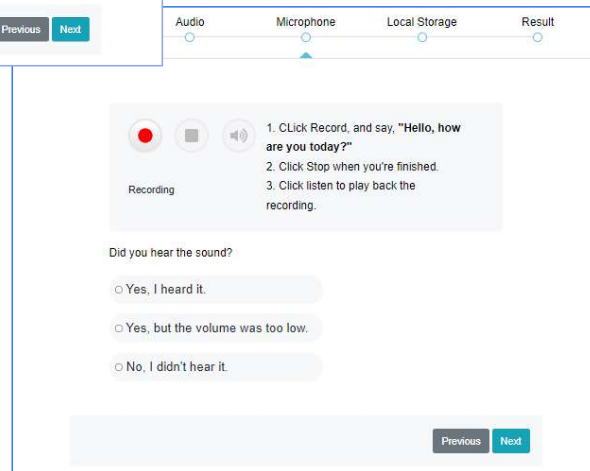 Previous Next
Audio Microphone Local Storage Result
1. CLick Record, and say, "Hello, how
are you today?"
2. Click Stop when you're finished.
3. Click listen to play back the
recording.
Recording
Did you hear the sound?
Yes, I heard it.
Yes, but the volume was too low.
No, I didn't hear it.
Previous Next